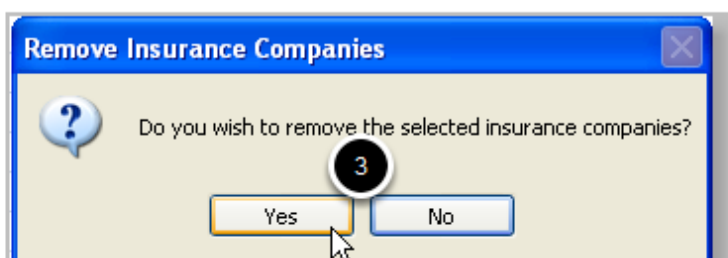 Remove Insurance Companies
?
Do you wish to remove the selected insurance companies?
3
Yes No